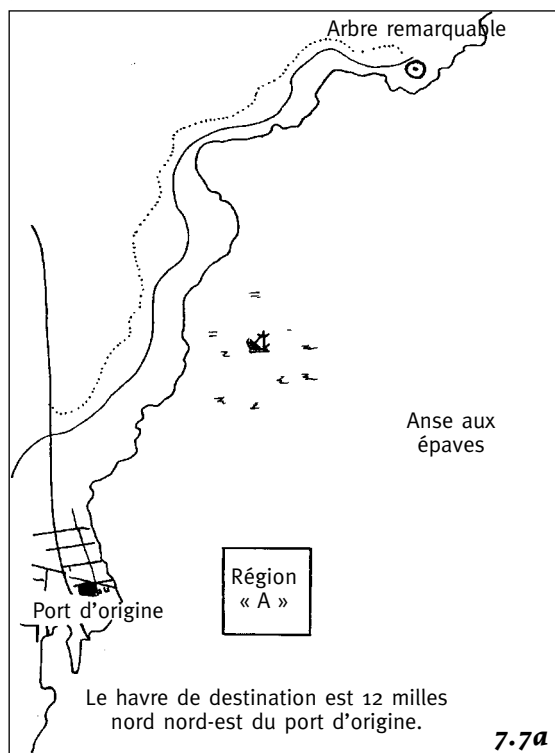 Arbre remarquable
Anse aux
épaves
Région
« A »
Port d'origine
Le havre de destination est 12 milles
nord nord-est du port d'origine.
7.7a